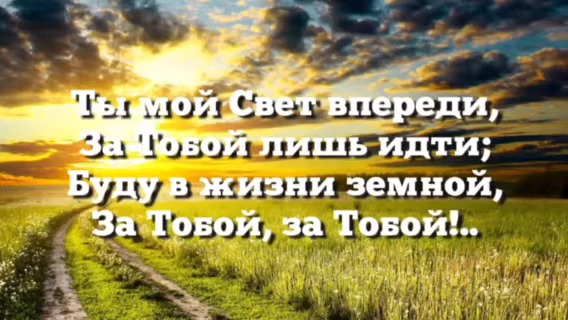 Ты мой Свет впереди,
За Тобой лишь идти;
Буду в жизни земной,
За Тобой, за Тобой!..